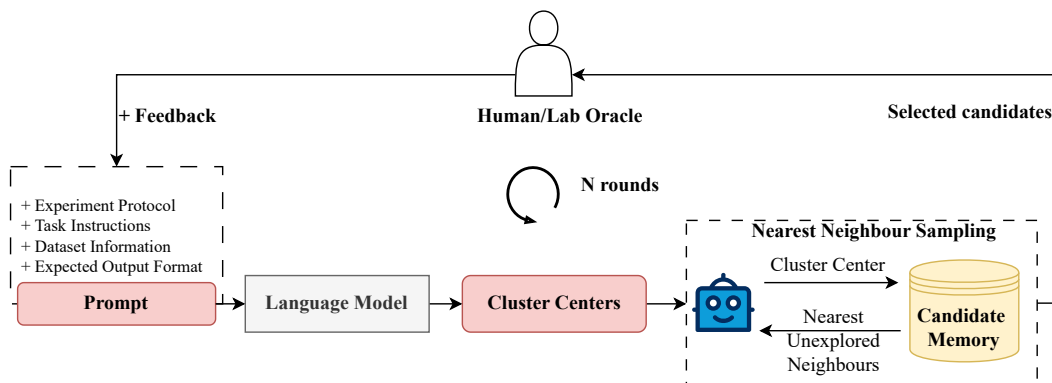 + Feedback
Human/Lab Oracle
Selected candidates
N rounds
+ Experiment Protocol
+ Task Instructions
+ Dataset Information
+ Expected Output Format
Prompt
Language Model
Cluster Centers
Nearest Neighbour Sampling
Cluster Center
Nearest
Unexplored
Neighbours
Candidate
Memory